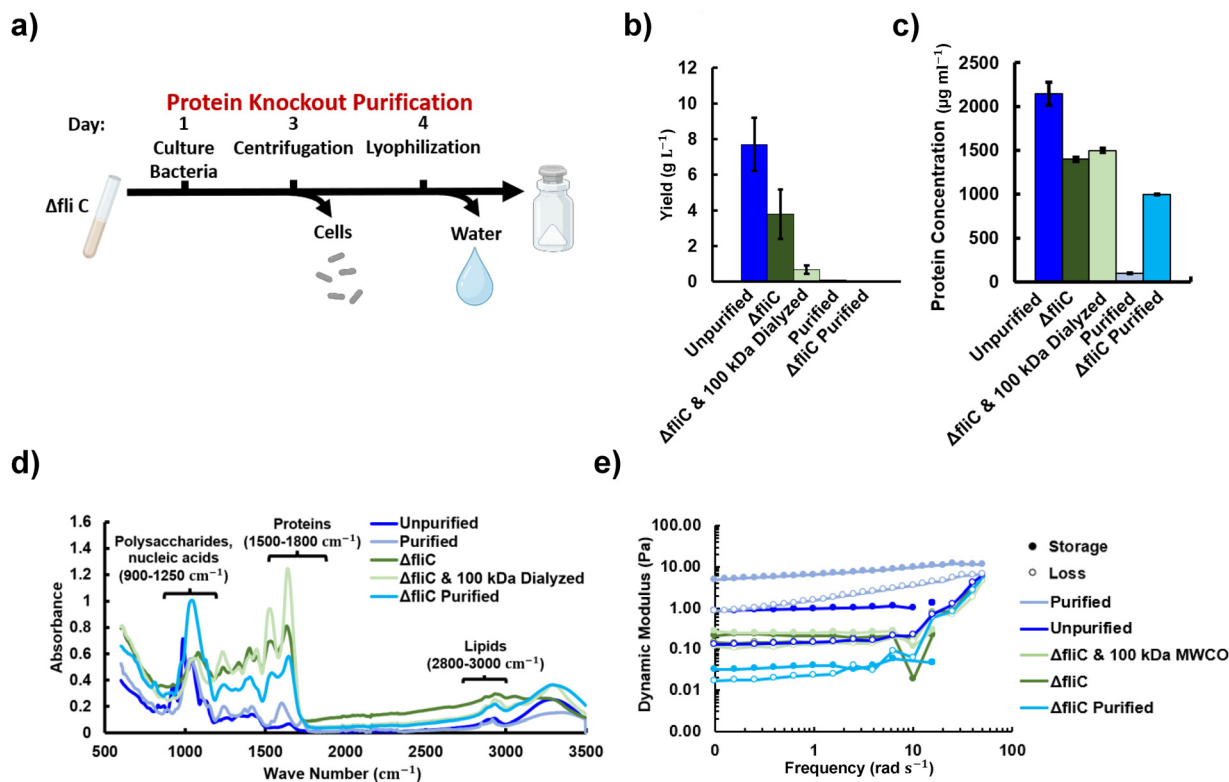 a)
Protein Knockout Purification
Day:
1
3
4
Culture
Bacteria
Centrifugation
Lyophilization
Δfli C
Cells
Water
b)
Yield (g L⁻¹)
12
10
8
6
4
2
0
Unpurified
ΔfliC
ΔfliC & 100 kDa Dialyzed
Purified
ΔfliC Purified
c)
Protein Concentration (µg ml⁻¹)
2500
2000
1500
1000
500
0
Unpurified
ΔfliC
ΔfliC & 100 kDa Dialyzed
Purified
ΔfliC Purified
d)
Absorbance
1.6
1.4
1.2
1
0.8
0.6
0.4
0.2
0
500
1000
1500
2000
2500
3000
3500
Wave Number (cm⁻¹)
Polysaccharides,
nucleic acids
(900-1250 cm⁻¹)
Proteins
(1500-1800 cm⁻¹)
Lipids
(2800-3000 cm⁻¹)
Unpurified
Purified
ΔfliC
ΔfliC & 100 kDa Dialyzed
ΔfliC Purified
e)
Dynamic Modulus (Pa)
100.00
10.00
1.00
0.10
0.01
0.00
0
1
10
100
Frequency (rad s⁻¹)
Storage
Loss
Purified
Unpurified
ΔfliC & 100 kDa MWCO
ΔfliC
ΔfliC Purified